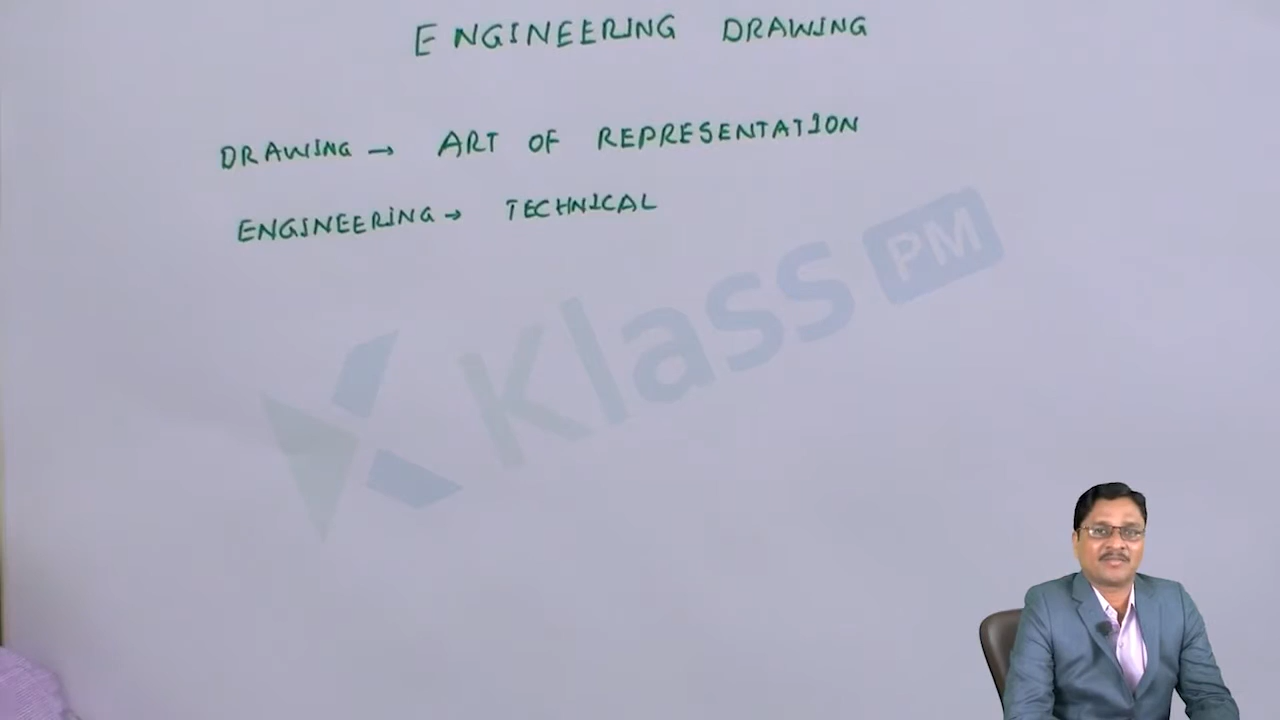 ENGINEERING DRAWING
DRAWING → ART OF REPRESENTATION
ENGINEERING → TECHNICAL
Klass PM